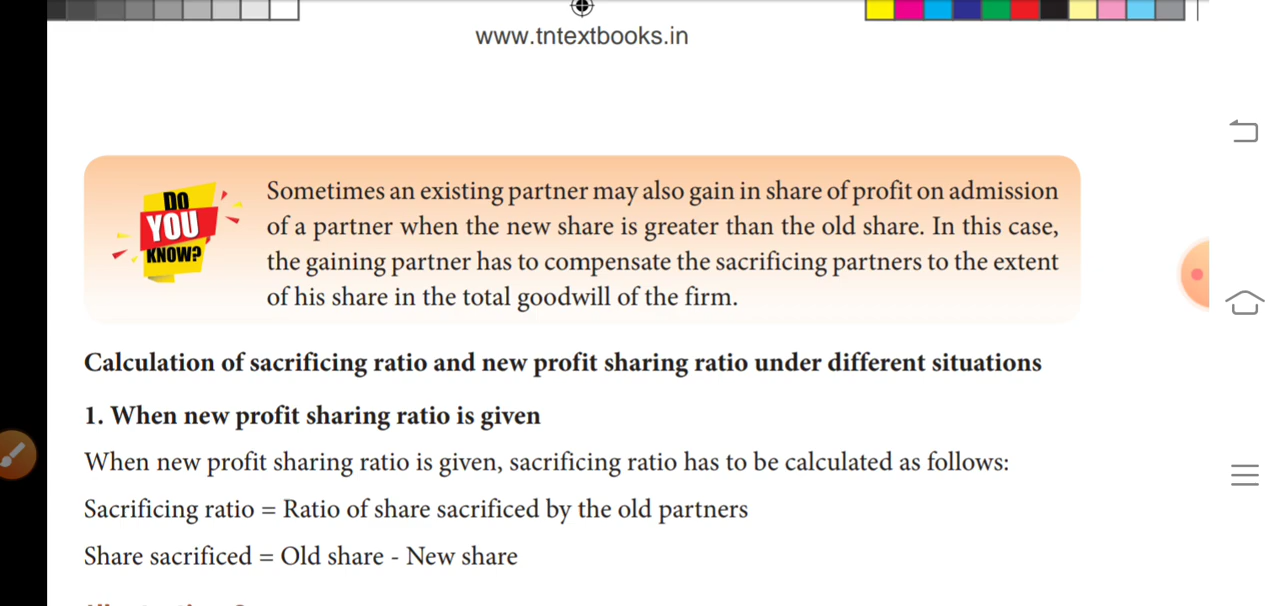 www.tntextbooks.in
DO
YOU
KNOW?
Sometimes an existing partner may also gain in share of profit on admission
of a partner when the new share is greater than the old share. In this case,
the gaining partner has to compensate the sacrificing partners to the extent
of his share in the total goodwill of the firm.
Calculation of sacrificing ratio and new profit sharing ratio under different situations
1. When new profit sharing ratio is given
When new profit sharing ratio is given, sacrificing ratio has to be calculated as follows:
Sacrificing ratio = Ratio of share sacrificed by the old partners
Share sacrificed = Old share - New share